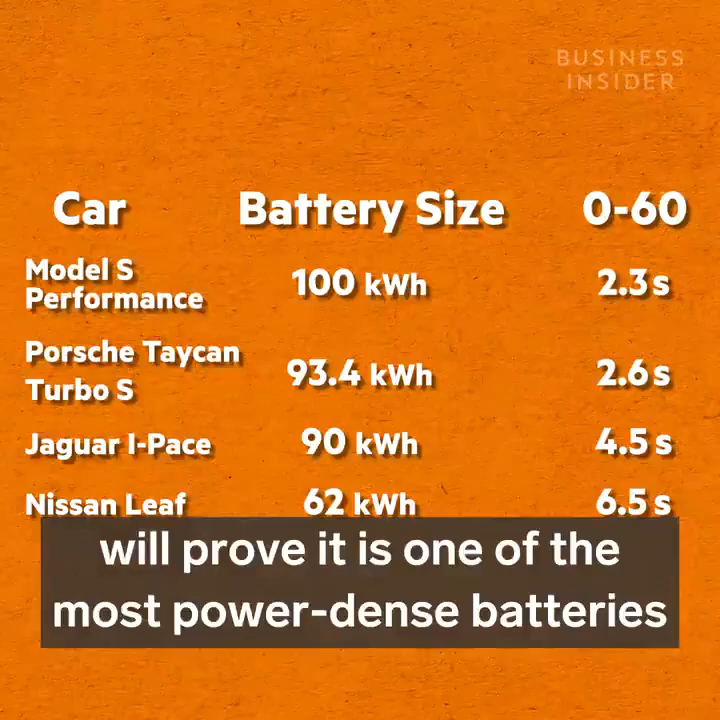 BUSINESS
INSIDER
Car Battery Size 0-60
Model S
Performance 100 kWh 2.3 s
Porsche Taycan
Turbo S 93.4 kWh 2.6 s
Jaguar I-Pace 90 kWh 4.5 s
Nissan Leaf 62 kWh 6.5 s
will prove it is one of the
most power-dense batteries